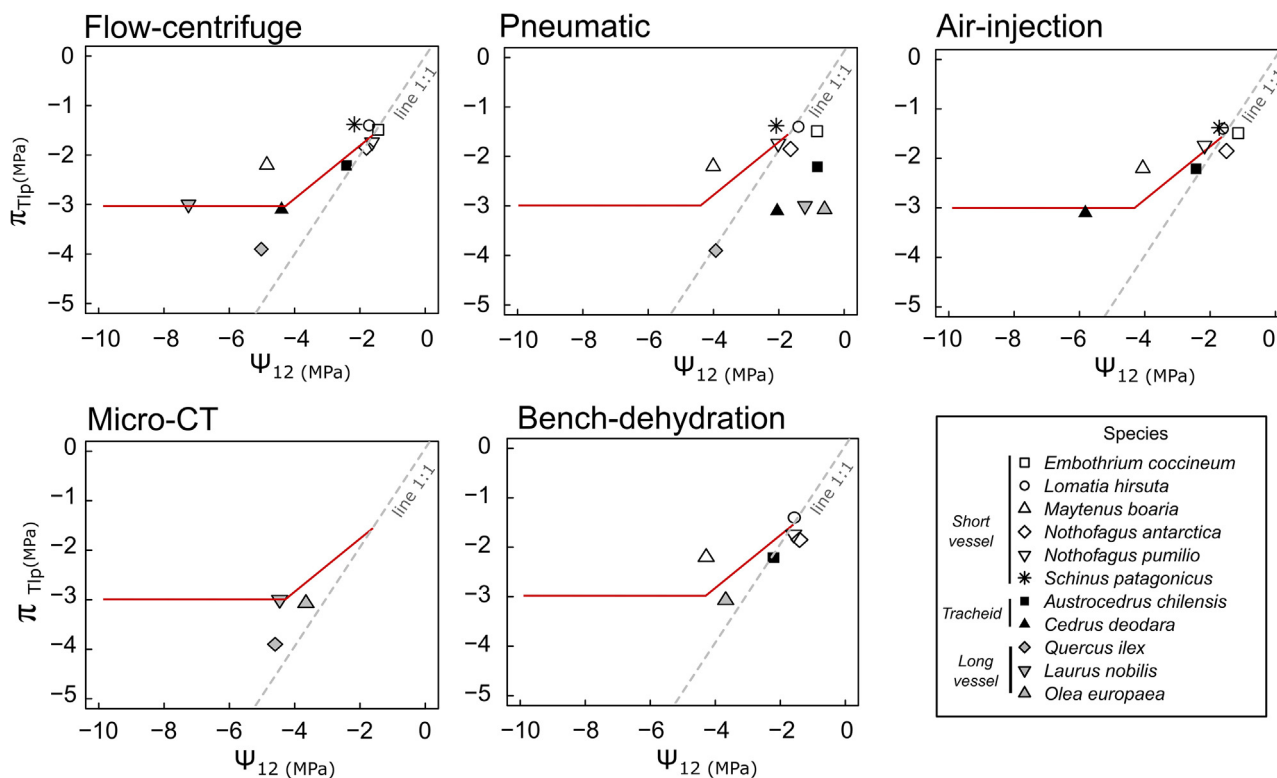 Flow-centrifuge
Pneumatic
Air-injection
0
−1
−2
−3
−4
−5
πTlp(MPa)
line 1:1
−10 −8 −6 −4 −2 0
Ψ12 (MPa)
0
−1
−2
−3
−4
−5
line 1:1
−10 −8 −6 −4 −2 0
Ψ12 (MPa)
0
−1
−2
−3
−4
−5
line 1:1
−10 −8 −6 −4 −2 0
Ψ12 (MPa)
Micro-CT
Bench-dehydration
0
−1
−2
−3
−4
−5
π Tlp(MPa)
line 1:1
−10 −8 −6 −4 −2 0
Ψ12 (MPa)
0
−1
−2
−3
−4
−5
line 1:1
−10 −8 −6 −4 −2 0
Ψ12 (MPa)
Species
Short
vessel
Embothrium coccineum
Lomatia hirsuta
Maytenus boaria
Nothofagus antarctica
Nothofagus pumilio
Schinus patagonicus
Tracheid
Austrocedrus chilensis
Cedrus deodara
Long
vessel
Quercus ilex
Laurus nobilis
Olea europaea